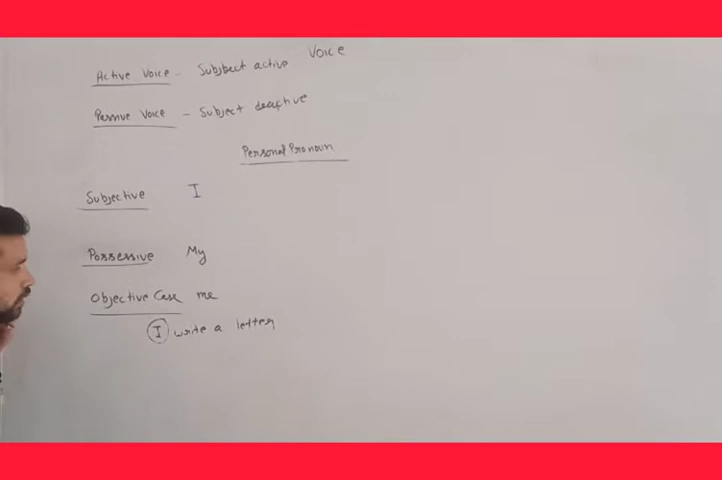 Voice
Active Voice - Subject active
Passive Voice - Subject deactive
Personal Pronoun
Subjective I
Possessive My
Objective Case me
I write a letter